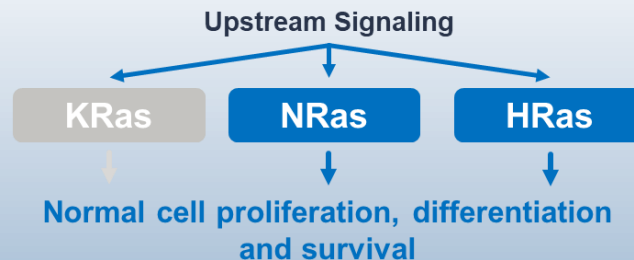 Upstream Signaling
KRas NRas HRas
Normal cell proliferation, differentiation
and survival